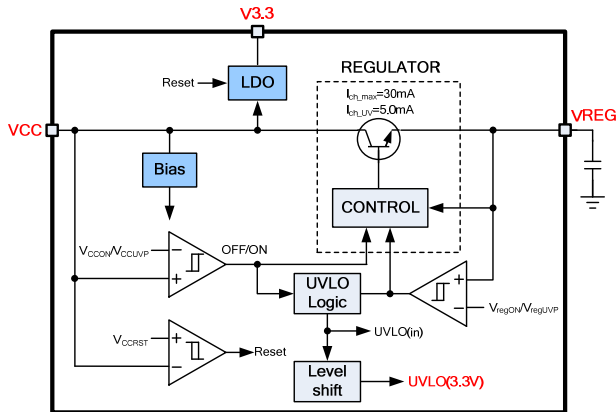 V3.3
REGULATOR
Reset
LDO
Ich_max=30mA
Ich_UV=5.0mA
VCC
VREG
Bias
CONTROL
VCCON/VCCUVP
−
+
OFF/ON
UVLO
Logic
+
−
VregON/VregUVP
UVLO(in)
VCCRST
+
−
Reset
Level
shift
UVLO(3.3V)